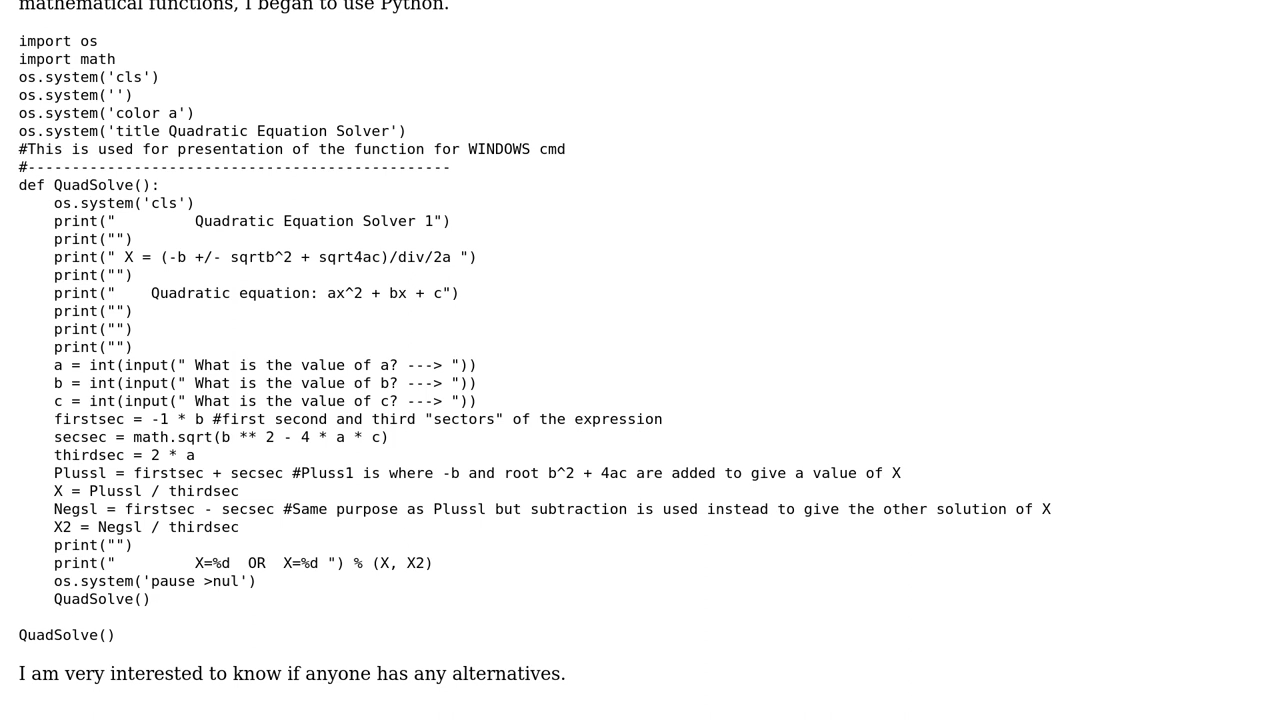 mathematical functions, I began to use Python.
import os
import math
os.system('cls')
os.system('')
os.system('color a')
os.system('title Quadratic Equation Solver')
#This is used for presentation of the function for WINDOWS cmd
#------------------------------------------------
def QuadSolve():
    os.system('cls')
    print("         Quadratic Equation Solver 1")
    print("")
    print(" X = (-b +/- sqrtb^2 + sqrt4ac)/div/2a ")
    print("")
    print("    Quadratic equation: ax^2 + bx + c")
    print("")
    print("")
    print("")
    a = int(input(" What is the value of a? ---> "))
    b = int(input(" What is the value of b? ---> "))
    c = int(input(" What is the value of c? ---> "))
    firstsec = -1 * b #first second and third "sectors" of the expression
    secsec = math.sqrt(b ** 2 - 4 * a * c)
    thirdsec = 2 * a
    Plussl = firstsec + secsec #Pluss1 is where -b and root b^2 + 4ac are added to give a value of X
    X = Plussl / thirdsec
    Negsl = firstsec - secsec #Same purpose as Plussl but subtraction is used instead to give the other solution of X
    X2 = Negsl / thirdsec
    print("")
    print("         X=%d  OR  X=%d ") % (X, X2)
    os.system('pause >nul')
    QuadSolve()
QuadSolve()
I am very interested to know if anyone has any alternatives.